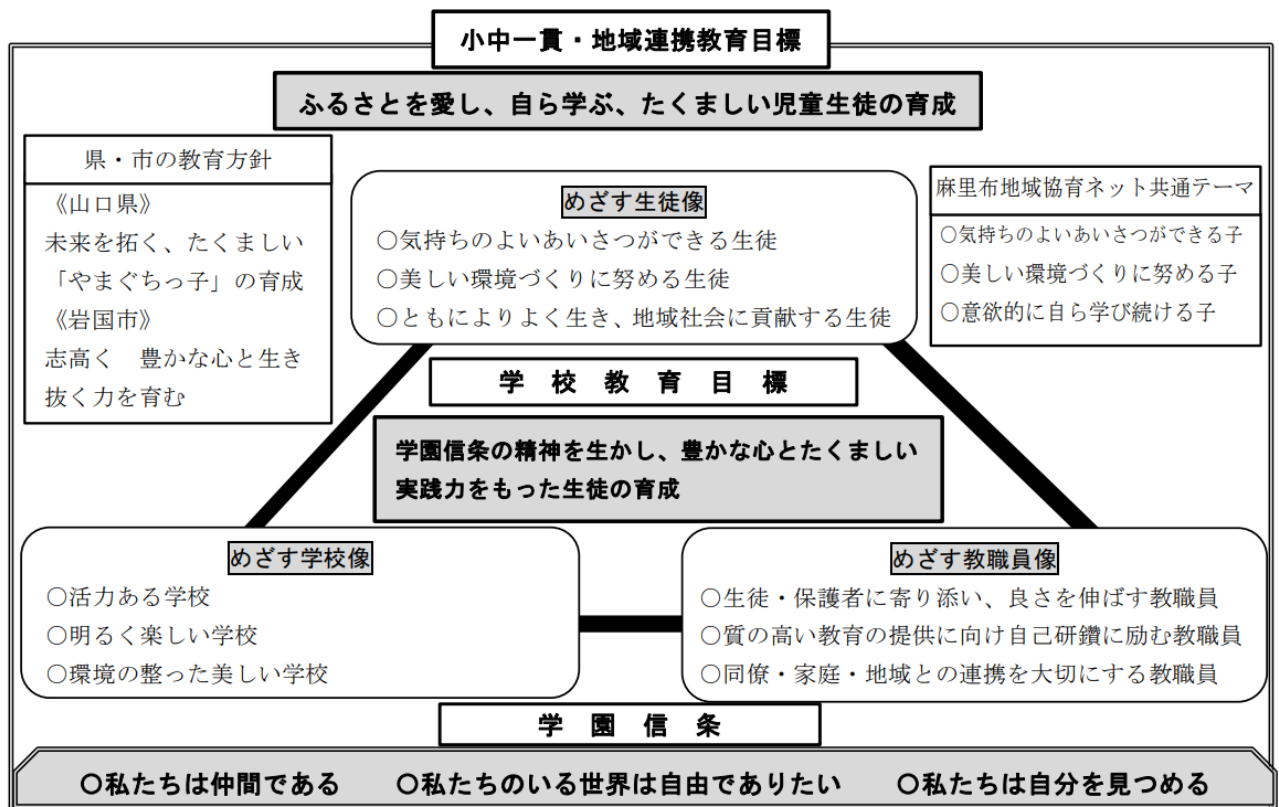 小中一貫・地域連携教育目標
ふるさとを愛し、自ら学ぶ、たくましい児童生徒の育成
県・市の教育方針
《山口県》
未来を拓く、たくましい
「やまぐちっ子」の育成
《岩国市》
志高く　豊かな心と生き
抜く力を育む
めざす生徒像
○気持ちのよいあいさつができる生徒
○美しい環境づくりに努める生徒
○ともによりよく生き、地域社会に貢献する生徒
麻里布地域協育ネット共通テーマ
○気持ちのよいあいさつができる子
○美しい環境づくりに努める子
○意欲的に自ら学び続ける子
学　校　教　育　目　標
学園信条の精神を生かし、豊かな心とたくましい
実践力をもった生徒の育成
めざす学校像
○活力ある学校
○明るく楽しい学校
○環境の整った美しい学校
めざす教職員像
○生徒・保護者に寄り添い、良さを伸ばす教職員
○質の高い教育の提供に向け自己研鑽に励む教職員
○同僚・家庭・地域との連携を大切にする教職員
学　園　信　条
○私たちは仲間である　　○私たちのいる世界は自由でありたい　　○私たちは自分を見つめる